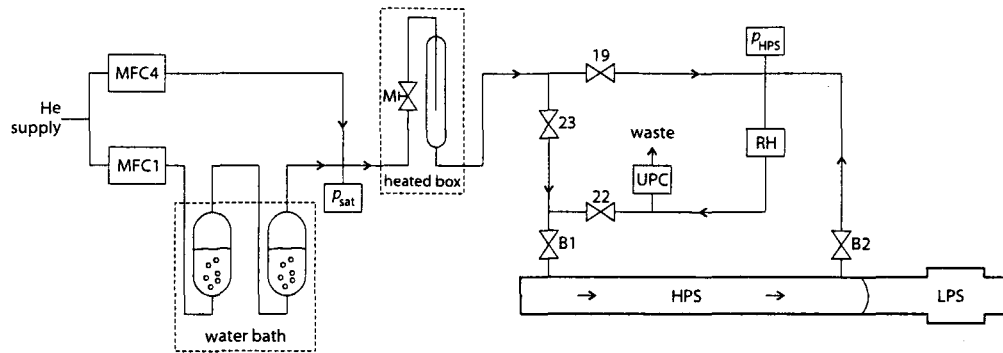 MFC4
He
supply
MFC1
p_sat
water bath
M
heated box
19
23
waste
UPC
22
B1
p_HPS
RH
B2
HPS
LPS